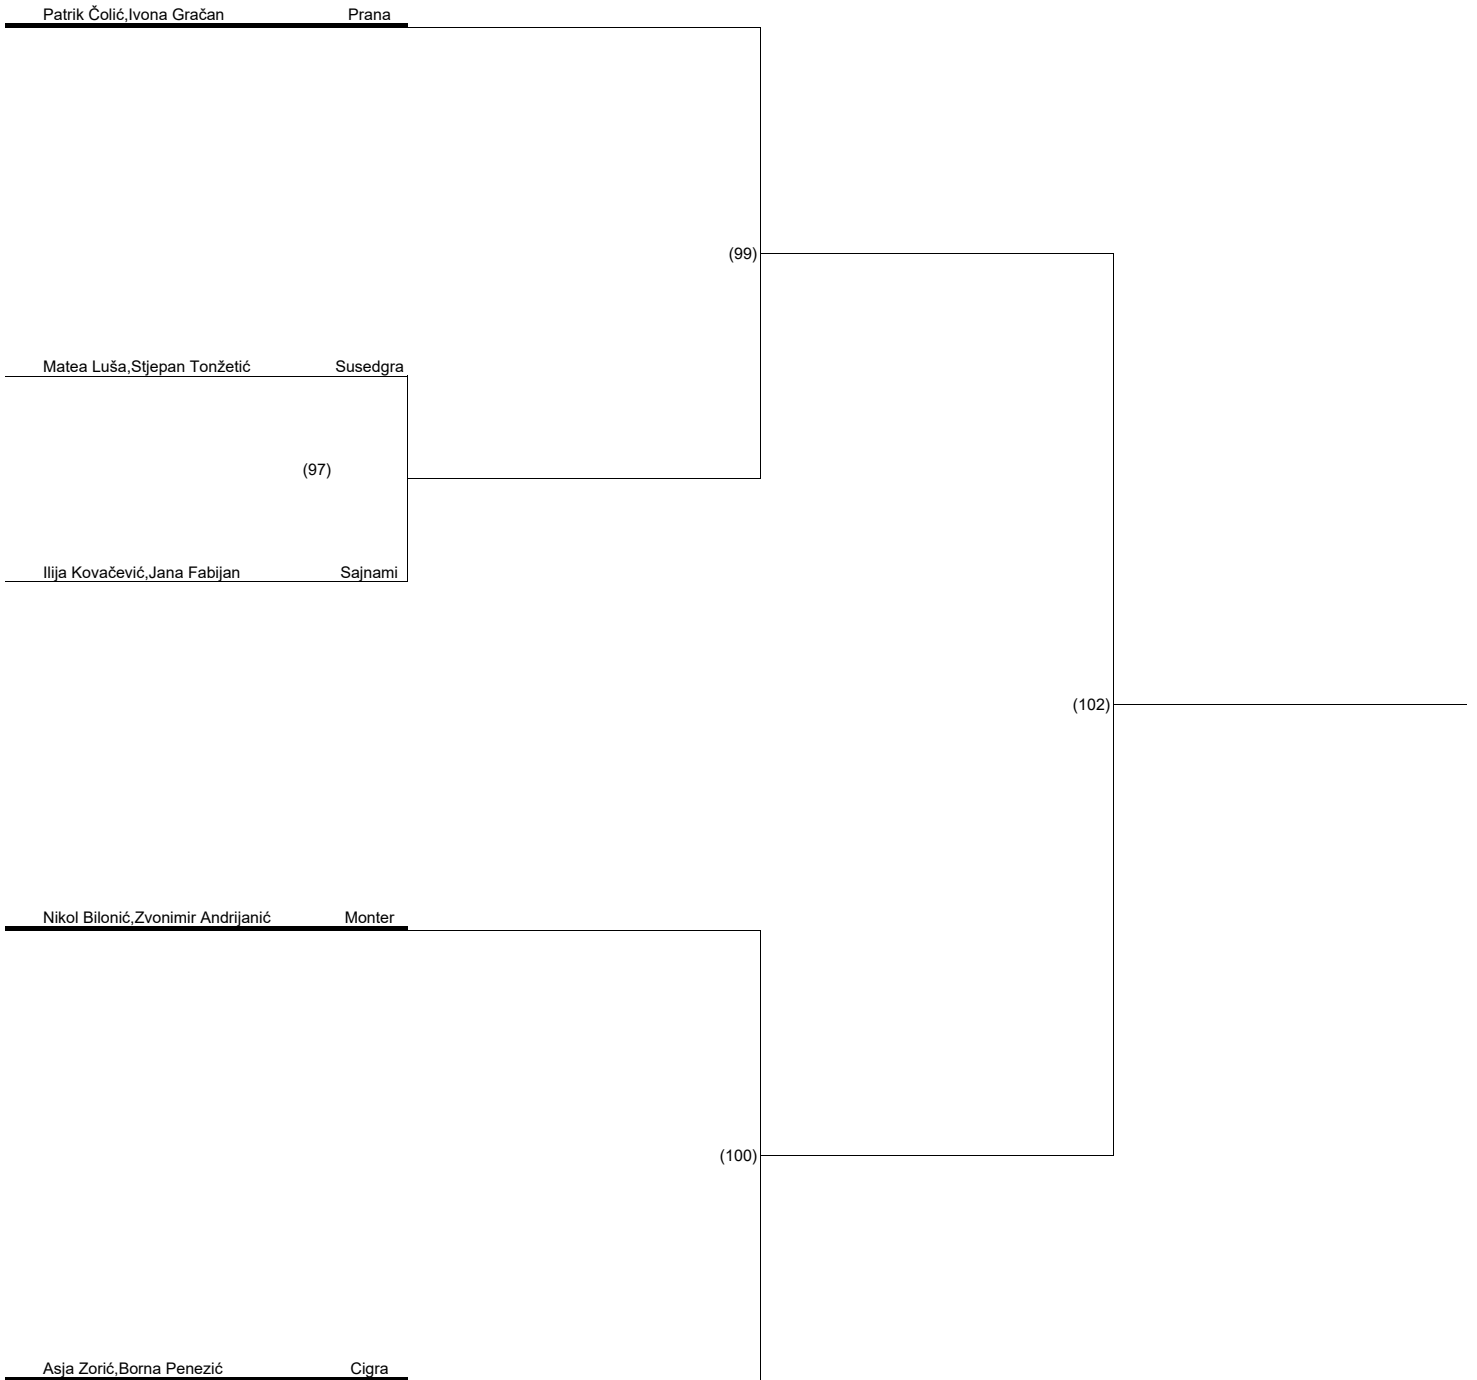 Patrik Čolić,Ivona Gračan Prana
(99)
Matea Luša,Stjepan Tonžetić Susedgra
(97)
Ilija Kovačević,Jana Fabijan Sajnami
(102)
Nikol Bilonić,Zvonimir Andrijanić Monter
(100)
Asja Zorić,Borna Penezić Cigra